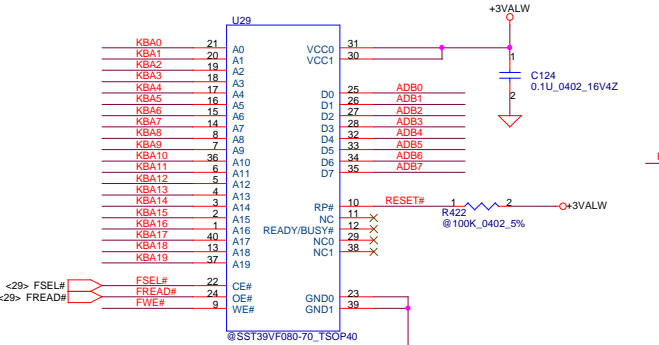 +3VALW
U29
KBA0 21 A0 VCC0 31
KBA1 20 A1 VCC1 30
KBA2 19 A2
KBA3 18 A3
KBA4 17 A4 D0 25 ADB0
KBA5 16 A5 D1 26 ADB1
KBA6 15 A6 D2 27 ADB2
KBA7 14 A7 D3 28 ADB3
KBA8 8 A8 D4 32 ADB4
KBA9 7 A9 D5 33 ADB5
KBA10 36 A10 D6 34 ADB6
KBA11 6 A11 D7 35 ADB7
KBA12 5 A12
KBA13 4 A13
KBA14 3 A14 RP# 10 RESET# 1 2 +3VALW
KBA15 2 A15 NC 11
KBA16 1 A16 READY/BUSY# 12
KBA17 40 A17 NC0 29
KBA18 13 A18 NC1 38
KBA19 37 A19
1
C124
0.1U_0402_16V4Z
2
R422
@100K_0402_5%
<29> FSEL# FSEL# 22 CE#
<29> FREAD# FREAD# 24 OE# GND0 23
FWE# 9 WE# GND1 39
@SST39VF080-70_TSOP40